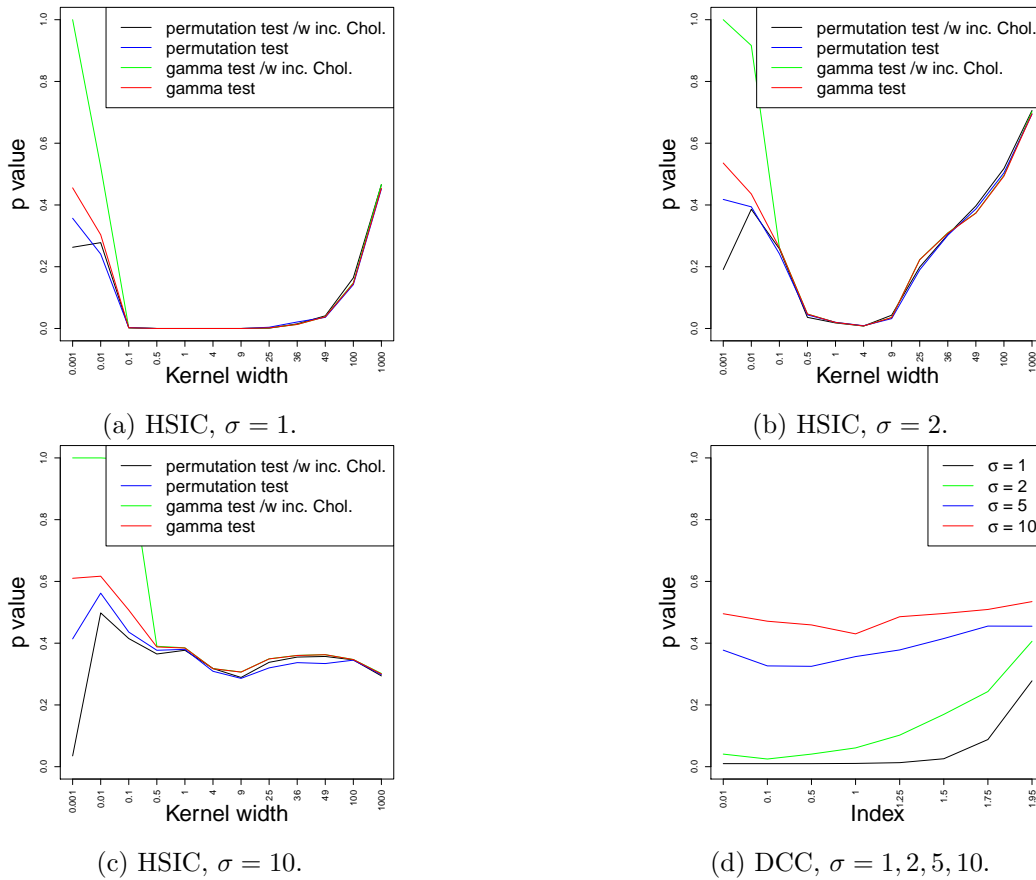 permutation test /w inc. Chol.
permutation test
gamma test /w inc. Chol.
gamma test
p value
0.0 0.2 0.4 0.6 0.8 1.0
0.001 0.01 0.1 0.5 1 4 9 25 36 49 100 1000
Kernel width
(a) HSIC, σ = 1.
permutation test /w inc. Chol.
permutation test
gamma test /w inc. Chol.
gamma test
p value
0.0 0.2 0.4 0.6 0.8 1.0
0.001 0.01 0.1 0.5 1 4 9 25 36 49 100 1000
Kernel width
(b) HSIC, σ = 2.
permutation test /w inc. Chol.
permutation test
gamma test /w inc. Chol.
gamma test
p value
0.0 0.2 0.4 0.6 0.8 1.0
0.001 0.01 0.1 0.5 1 4 9 25 36 49 100 1000
Kernel width
(c) HSIC, σ = 10.
σ = 1
σ = 2
σ = 5
σ = 10
p value
0.0 0.2 0.4 0.6 0.8 1.0
0.01 0.1 0.5 1 1.25 1.5 1.75 1.95
Index
(d) DCC, σ = 1, 2, 5, 10.